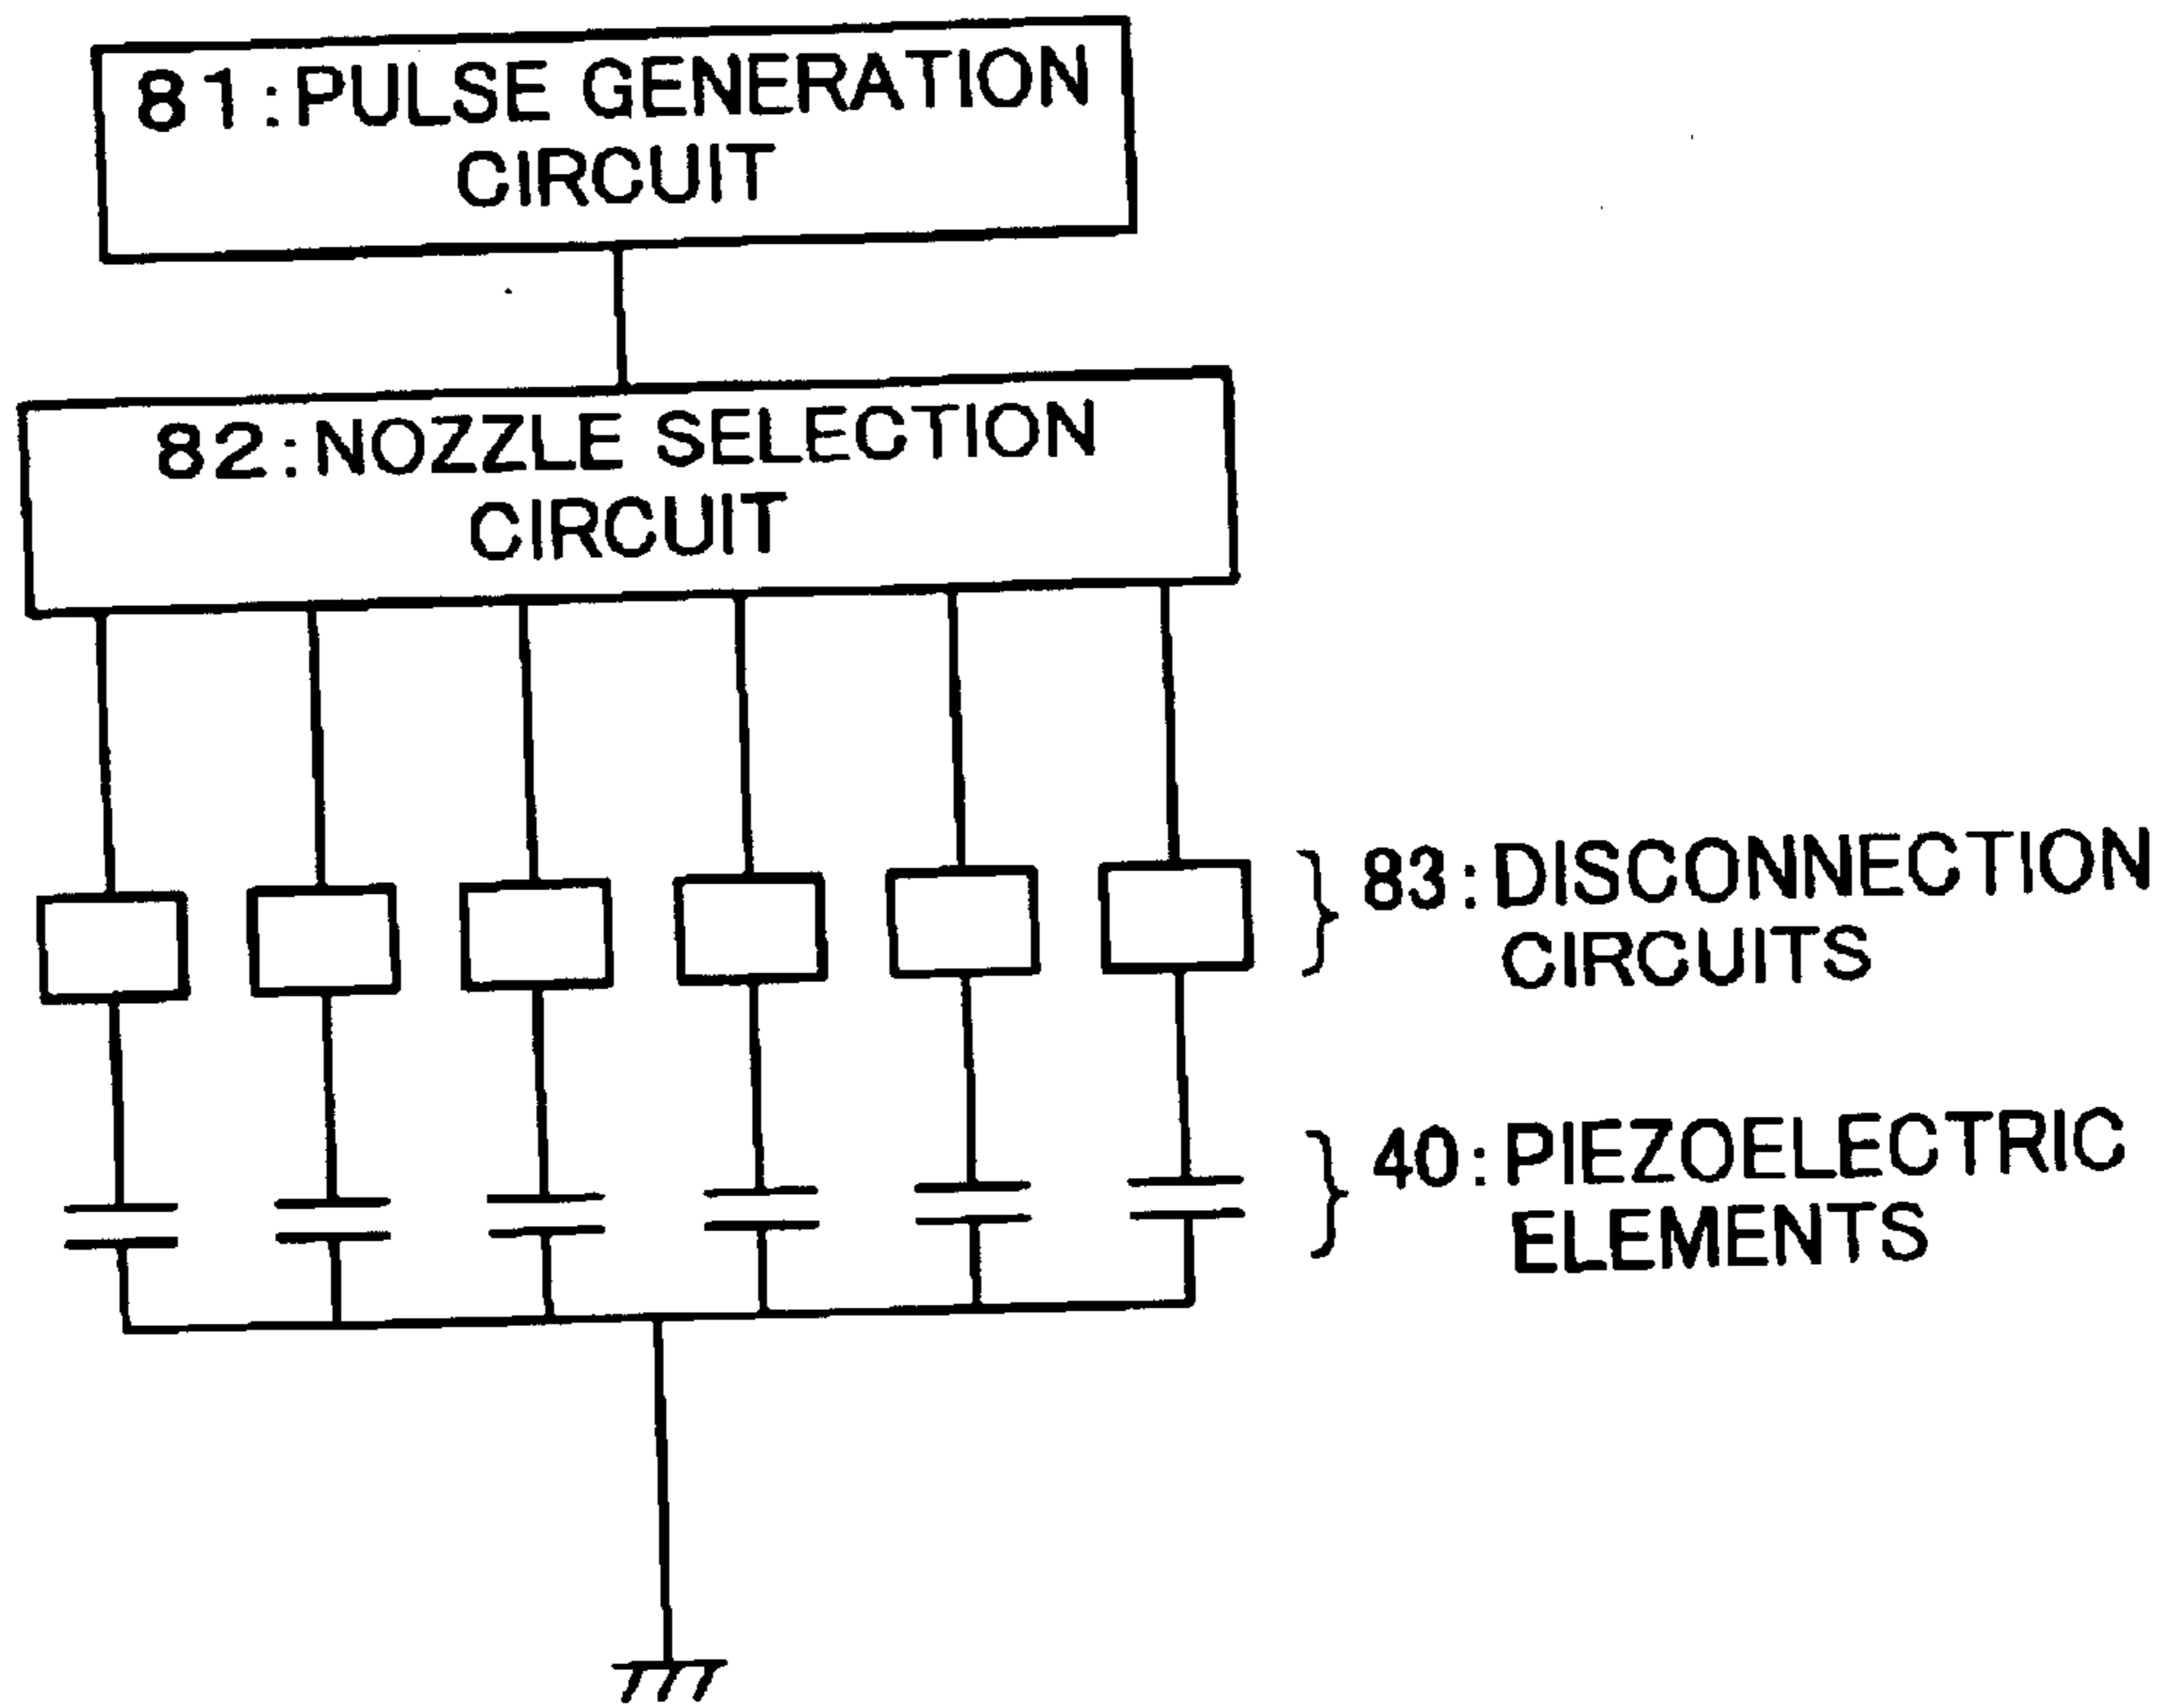 81:PULSE GENERATION
CIRCUIT
82:NOZZLE SELECTION
CIRCUIT
83:DISCONNECTION
CIRCUITS
40:PIEZOELECTRIC
ELEMENTS